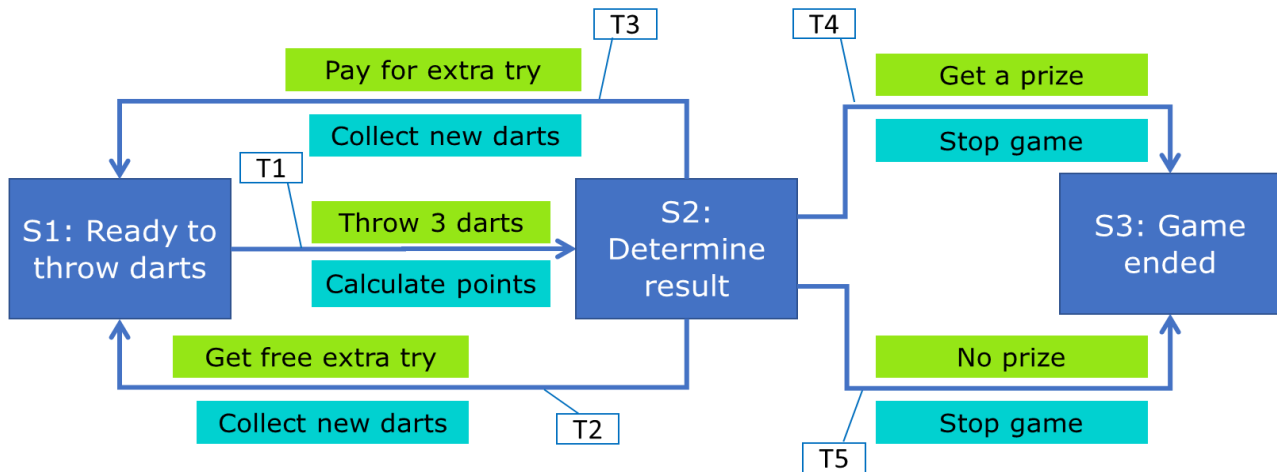 T3
T4
Pay for extra try
Get a prize
Collect new darts
Stop game
T1
S1: Ready to
throw darts
Throw 3 darts
Calculate points
S2:
Determine
result
S3: Game
ended
Get free extra try
No prize
Collect new darts
Stop game
T2
T5